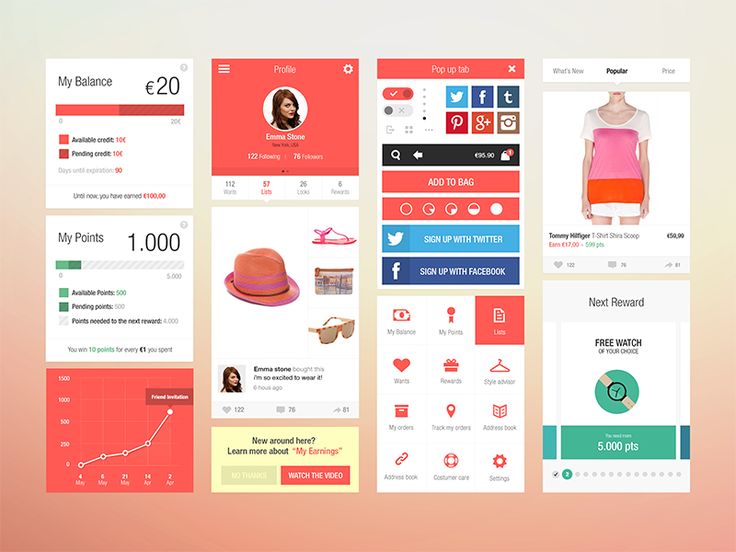 My Balance
€20
0
20€
Available credit: 10€
Pending credit: 10€
Days until expiration: 90
Until now, you have earned €100,00
My Points
1.000
0
5.000
Available Points: 500
Pending points: 500
Points needed to the next reward: 4.000
You win 10 points for every €1 you spent
1500
1000
500
300
100
0
Friend Invitation
4 6 21 14 2
May May May Apr Apr
Profile
Emma Stone
New York, USA
122 Following
76 Followers
112 57 26 6
Wants Lists Looks Rewards
Emma stone bought this
i'm so excited to wear it!
6 hours ago
122 76 81
New around here?
Learn more about "My Earnings"
NO THANKS
WATCH THE VIDEO
Pop up tab
€95.90
ADD TO BAG
SIGN UP WITH TWITTER
SIGN UP WITH FACEBOOK
My Balance
My Points
Lists
Wants
Rewards
Style advisor
My orders
Track my orders
Address book
Address book
Costumer care
Settings
What's New
Popular
Price
Tommy Hilfiger T-Shirt Shira Scoop
€59,99
Earn €17,00 + 599 pts
122 76 81
Next Reward
FREE WATCH
OF YOUR CHOICE
You need from
5.000 pts
2